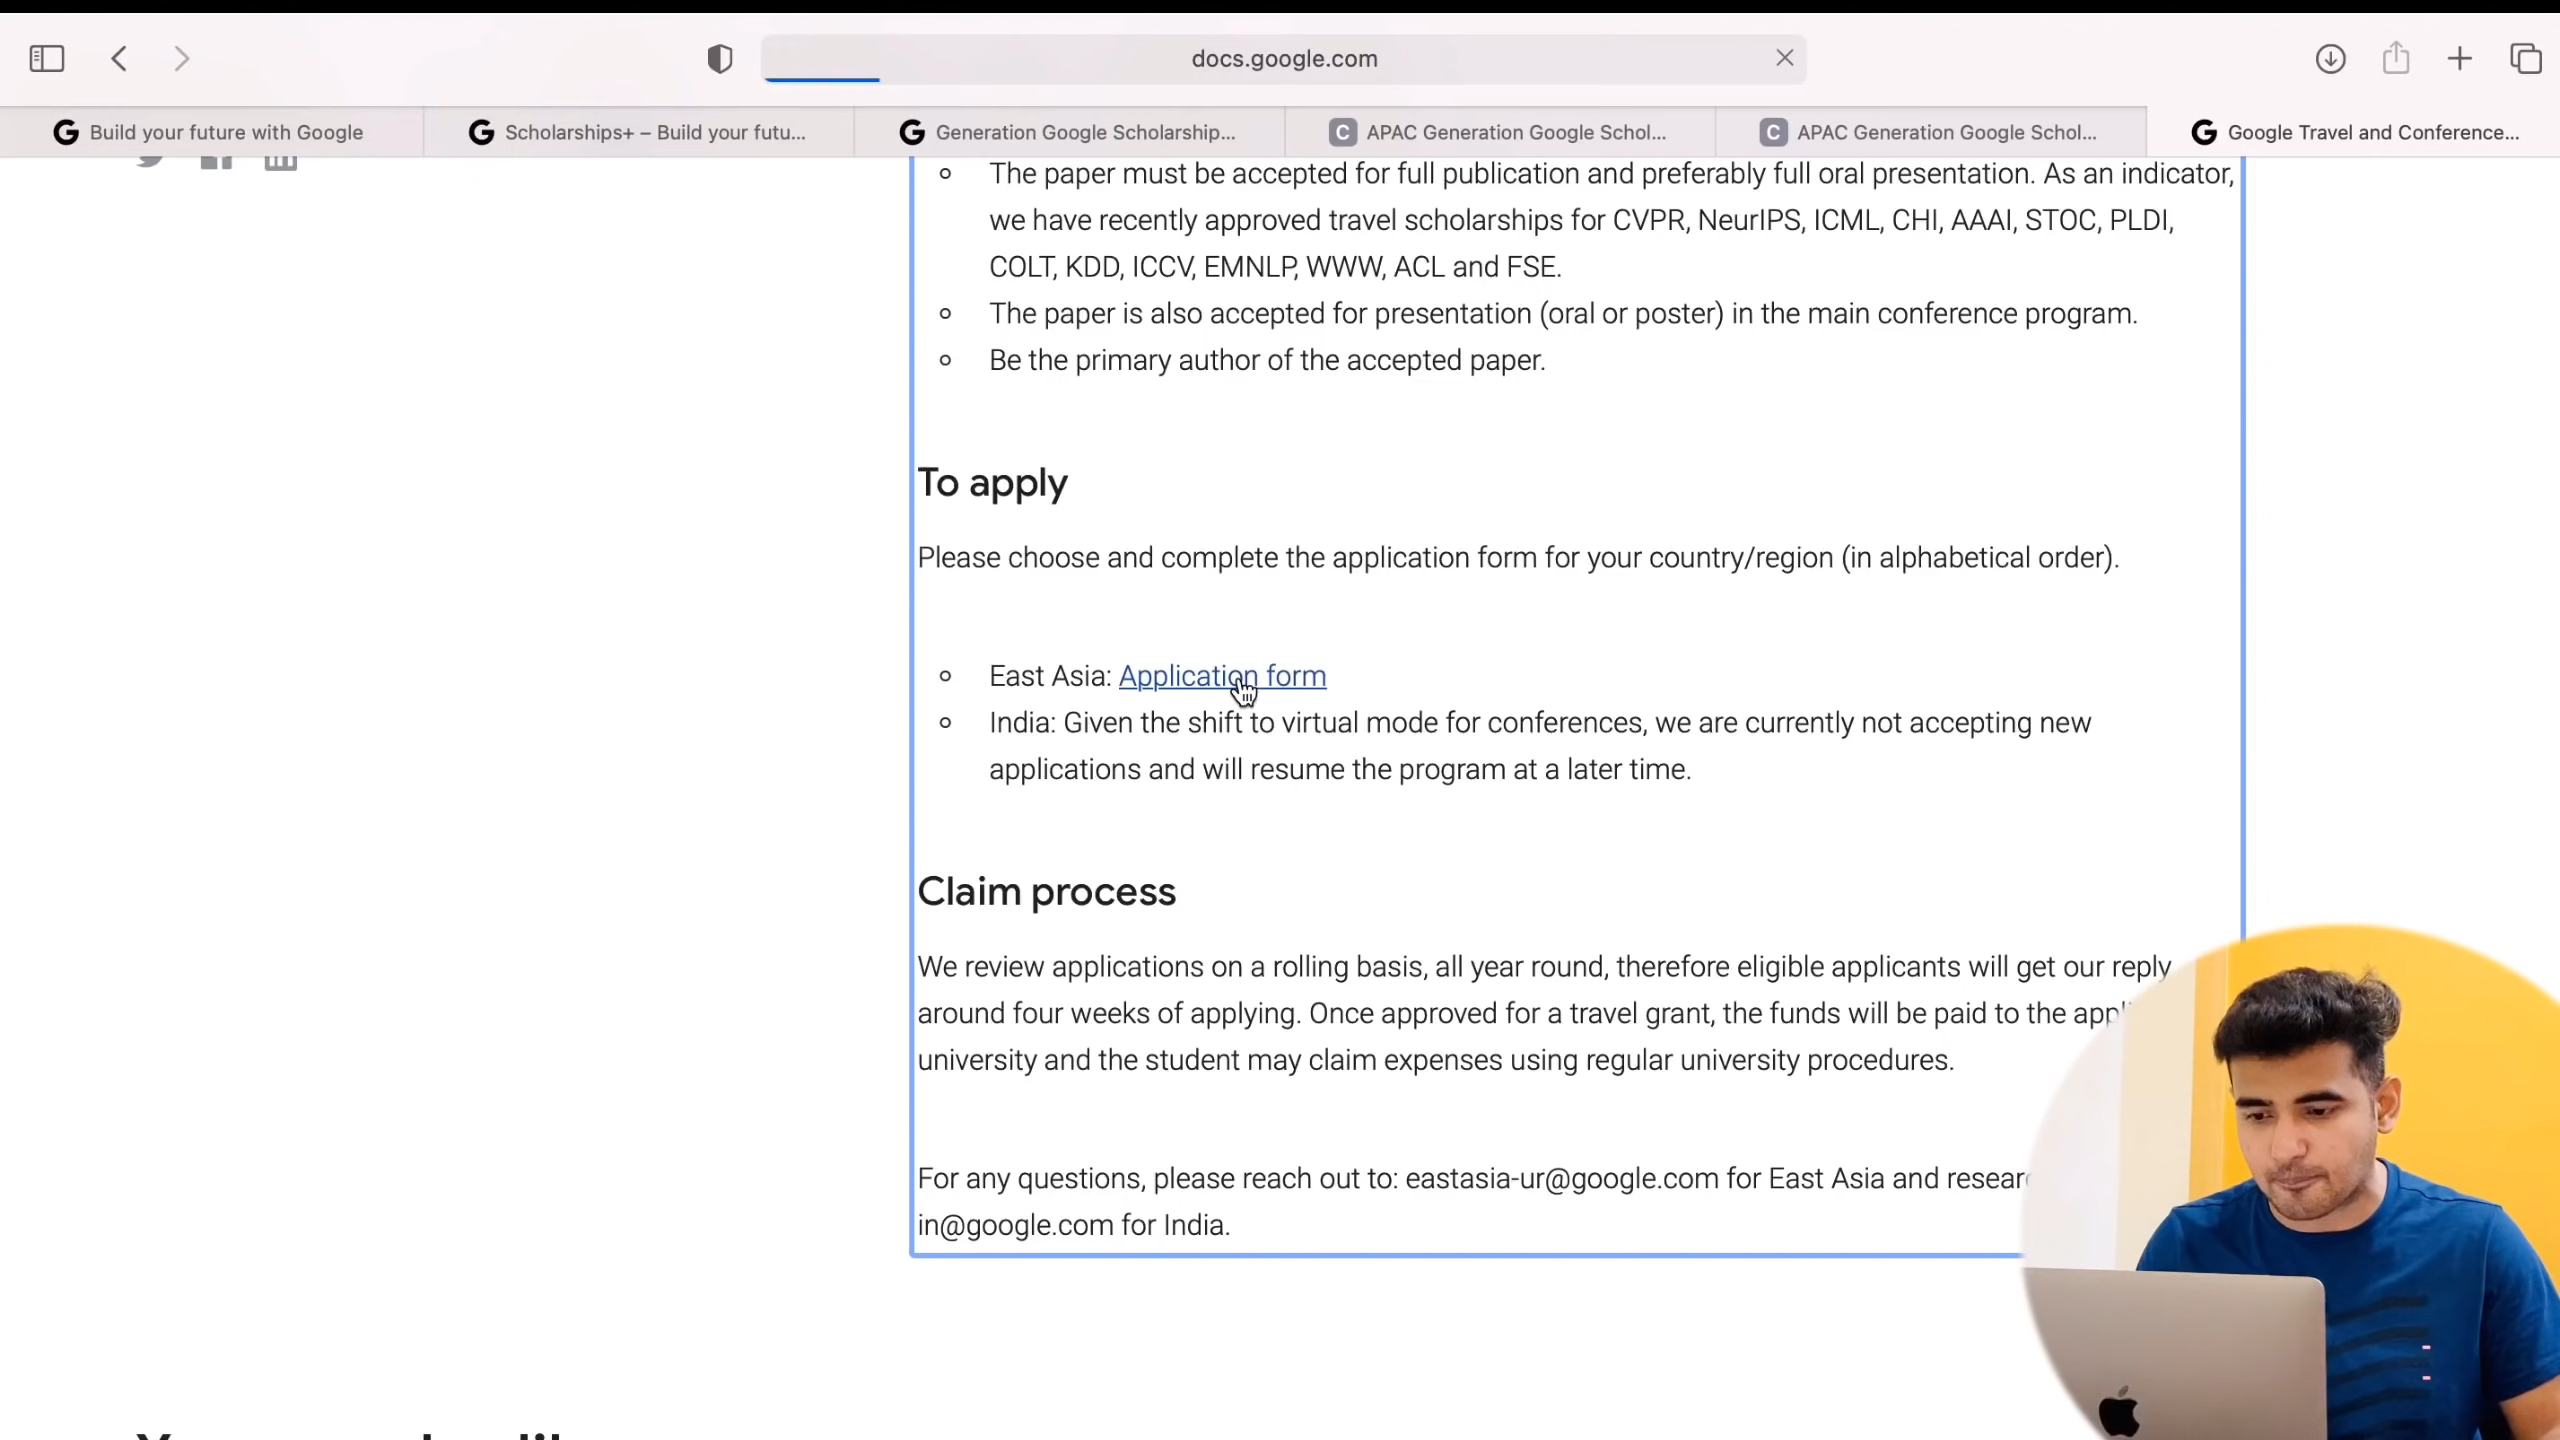 docs.google.com
Build your future with Google
Scholarships+ – Build your futu...
Generation Google Scholarship...
C APAC Generation Google Schol...
C APAC Generation Google Schol...
Google Travel and Conference...
The paper must be accepted for full publication and preferably full oral presentation. As an indicator,
we have recently approved travel scholarships for CVPR, NeurIPS, ICML, CHI, AAAI, STOC, PLDI,
COLT, KDD, ICCV, EMNLP, WWW, ACL and FSE.
The paper is also accepted for presentation (oral or poster) in the main conference program.
Be the primary author of the accepted paper.
To apply
Please choose and complete the application form for your country/region (in alphabetical order).
East Asia: Application form
India: Given the shift to virtual mode for conferences, we are currently not accepting new
applications and will resume the program at a later time.
Claim process
We review applications on a rolling basis, all year round, therefore eligible applicants will get our reply
around four weeks of applying. Once approved for a travel grant, the funds will be paid to the
university and the student may claim expenses using regular university procedures.
For any questions, please reach out to: eastasia-ur@google.com for East Asia and
in@google.com for India.